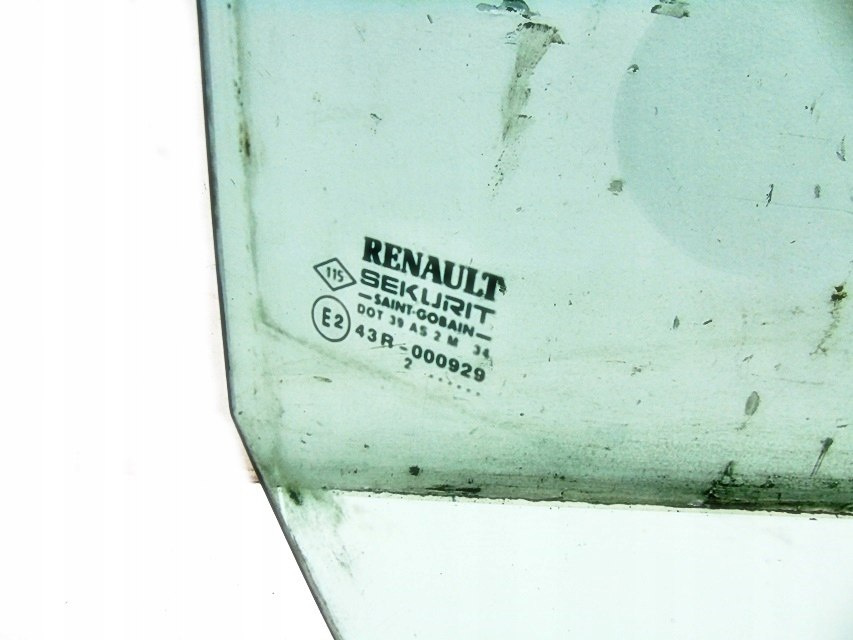 RENAULT
115
SEKURIT
-SAINT-GOBAIN-
DOT 39 AS 2 M 34
E2
43R-000929
2 ......